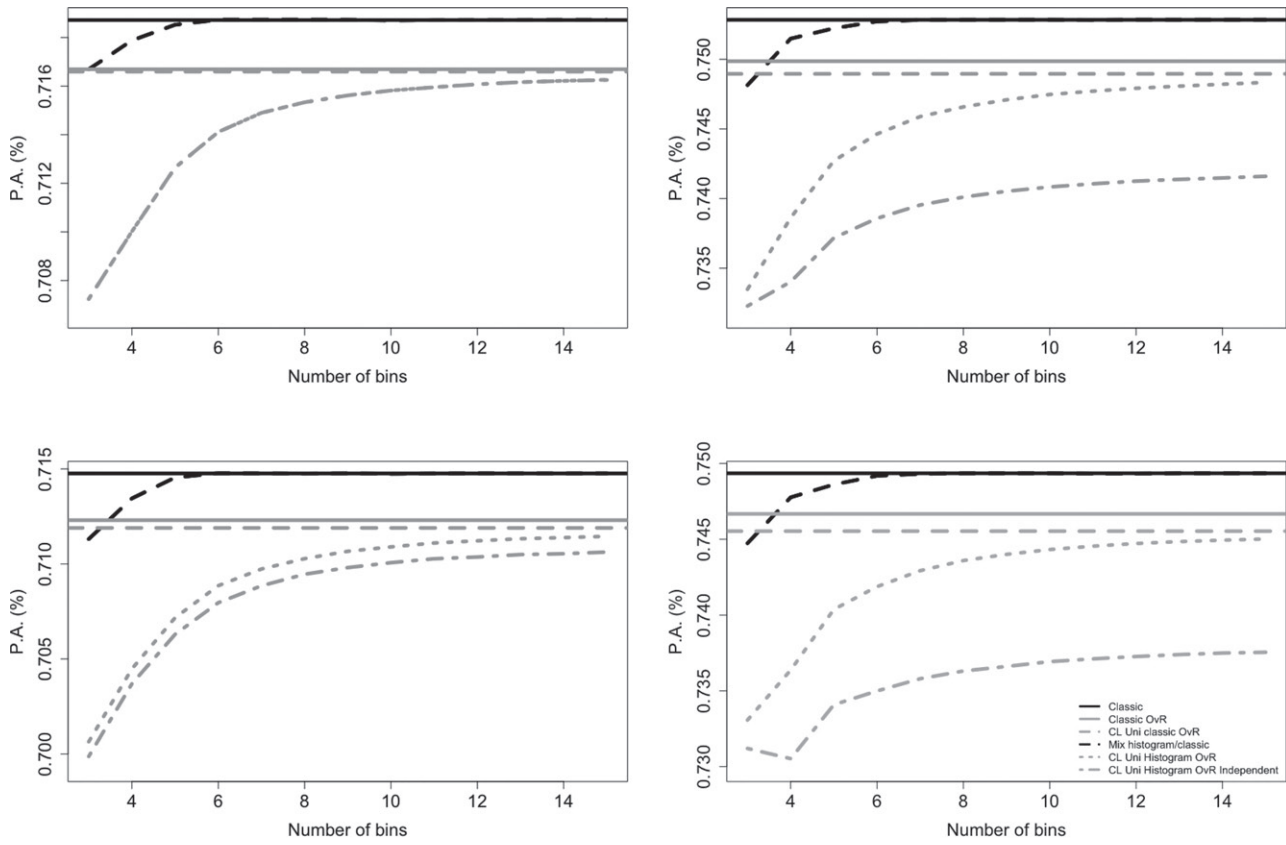 P.A. (%)
0.716
0.712
0.708
4 6 8 10 12 14
Number of bins
P.A. (%)
0.750
0.745
0.740
0.735
4 6 8 10 12 14
Number of bins
P.A. (%)
0.715
0.710
0.705
0.700
4 6 8 10 12 14
Number of bins
P.A. (%)
0.750
0.745
0.740
0.735
0.730
4 6 8 10 12 14
Number of bins
Classic
Classic OvR
CL Uni classic OvR
Mix histogram/classic
CL Uni Histogram OvR
CL Uni Histogram OvR Independent